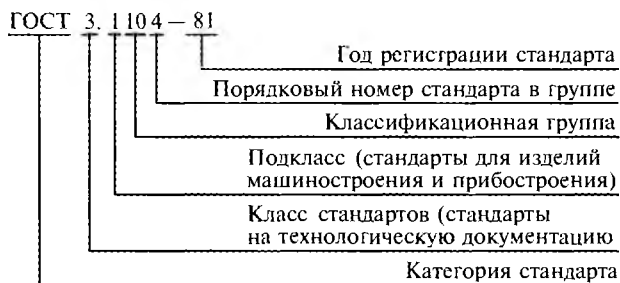 ГОСТ 3. 1 10 4 – 81
Год регистрации стандарта
Порядковый номер стандарта в группе
Классификационная группа
Подкласс (стандарты для изделий
машиностроения и прибостроения)
Класс стандартов (стандарты
на технологическую документацию
Категория стандарта